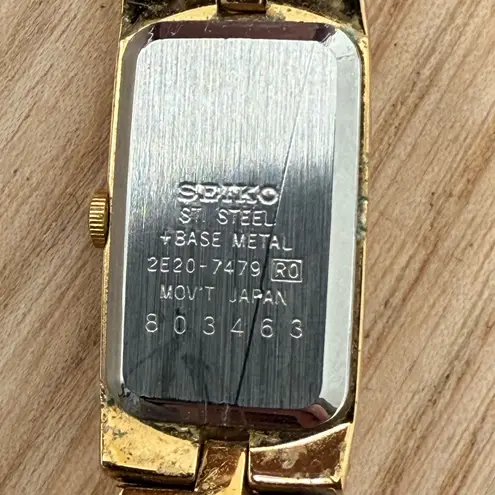 SEIKO
ST. STEEL
+BASE METAL
2E20-7479 R0
MOV'T JAPAN
803463